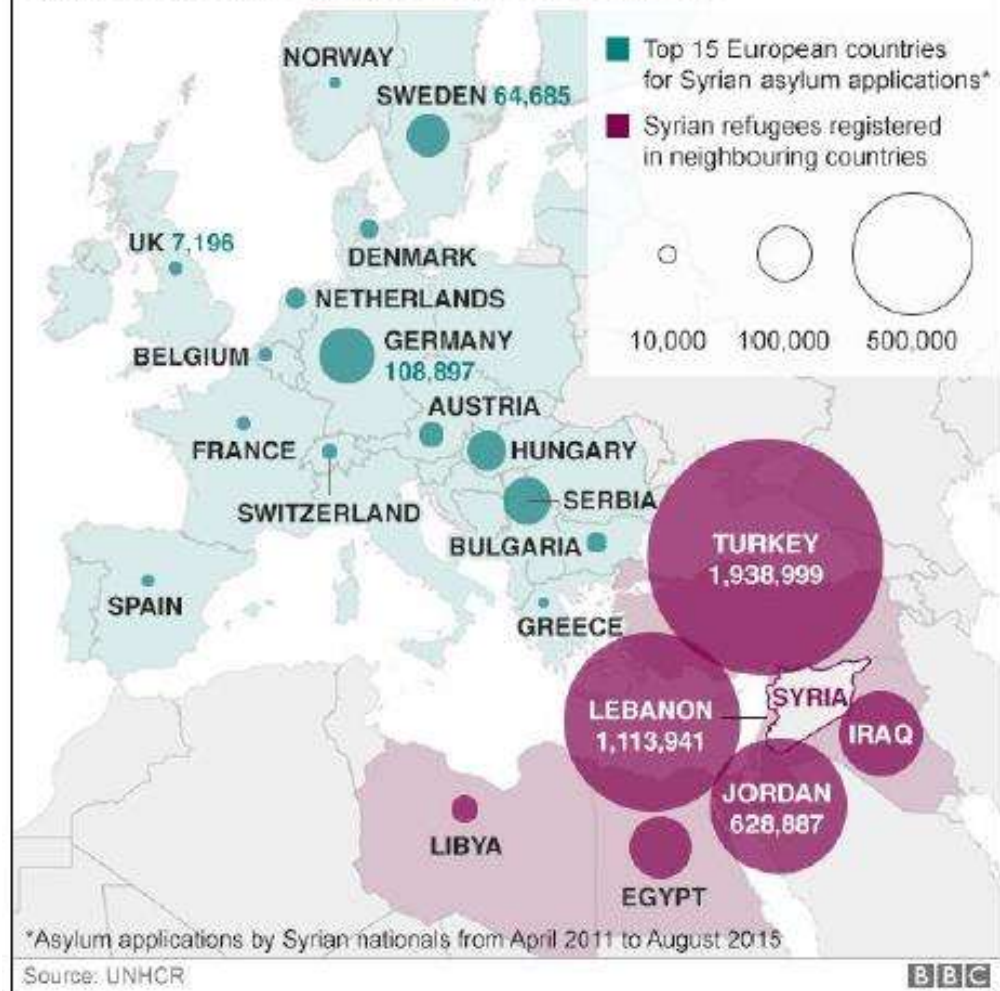 NORWAY
SWEDEN 64,685
UK 7,196
DENMARK
NETHERLANDS
GERMANY
108,897
BELGIUM
AUSTRIA
FRANCE
HUNGARY
SWITZERLAND
SERBIA
BULGARIA
SPAIN
GREECE
Top 15 European countries
for Syrian asylum applications*
Syrian refugees registered
in neighbouring countries
10,000 100,000 500,000
TURKEY
1,938,999
LEBANON
1,113,941
SYRIA
IRAQ
JORDAN
628,887
LIBYA
EGYPT
*Asylum applications by Syrian nationals from April 2011 to August 2015
Source: UNHCR
BBC